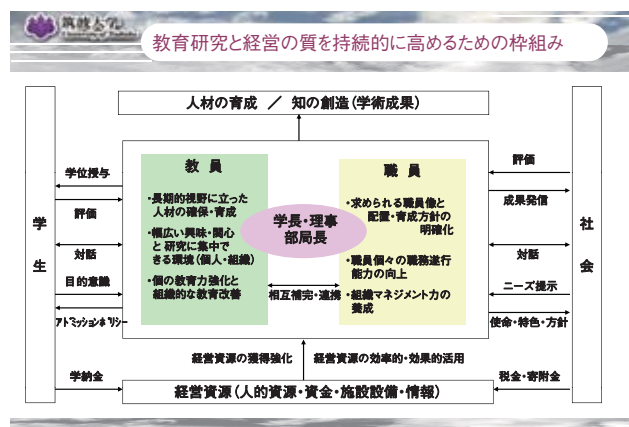 筑波大学
University of Tsukuba
教育研究と経営の質を持続的に高めるための枠組み
人材の育成 ／ 知の創造(学術成果)
学生
社会
学位授与
評価
対話
目的意識
アドミッションポリシー
学納金
教 員
・長期的視野に立った
人材の確保・育成
・幅広い興味・関心
と 研究に集中で
きる環境(個人・組織)
・個の教育力強化と
組織的な教育改善
学長・理事
部局長
相互補完・連携
職 員
・求められる職員像と
配置・育成方針の
明確化
・職員個々の職務遂行
能力の向上
・組織マネジメント力の
養成
評価
成果発信
対話
ニーズ提示
使命・特色・方針
税金・寄附金
経営資源の獲得強化
経営資源の効率的・効果的活用
経営資源(人的資源・資金・施設設備・情報)